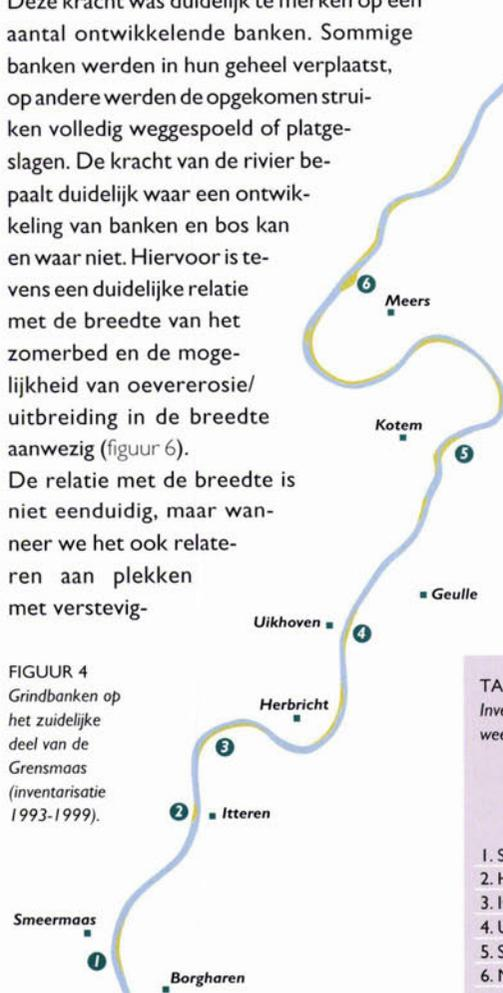 Deze kracht was duidelijk te merken op een
aantal ontwikkelende banken. Sommige
banken werden in hun geheel verplaatst,
op andere werden de opgekomen strui-
ken volledig weggespoeld of platge-
slagen. De kracht van de rivier be-
paalt duidelijk waar een ontwik-
keling van banken en bos kan
en waar niet. Hiervoor is te-
vens een duidelijke relatie
met de breedte van het
zomerbed en de moge-
lijkheid van oevererosie/
uitbreiding in de breedte
aanwezig (figuur 6).
De relatie met de breedte is
niet eenduidig, maar wan-
neer we het ook relate-
ren aan plekken
met verstevig-
FIGUUR 4
Grindbanken op
het zuidelijke
deel van de
Grensmaas
(inventarisatie
1993-1999).
6
Meers
Kotem
5
Geulle
Uikhoven
4
Herbricht
3
2
Itteren
Smeermaas
1
Borgharen
TA
Inve
wee
1. S
2. H
3. I
4. U
5. S
6. N